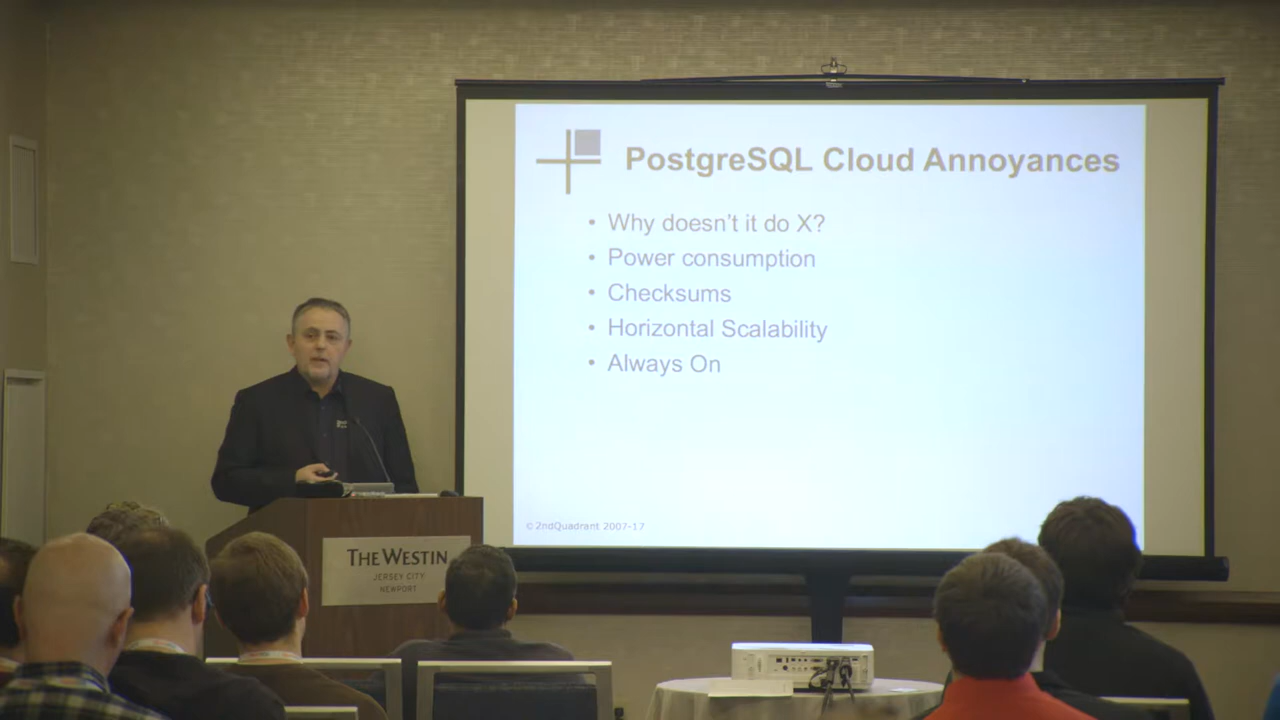 PostgreSQL Cloud Annoyances
• Why doesn't it do X?
• Power consumption
• Checksums
• Horizontal Scalability
• Always On
© 2ndQuadrant 2007-17
THE WESTIN
JERSEY CITY
NEWPORT